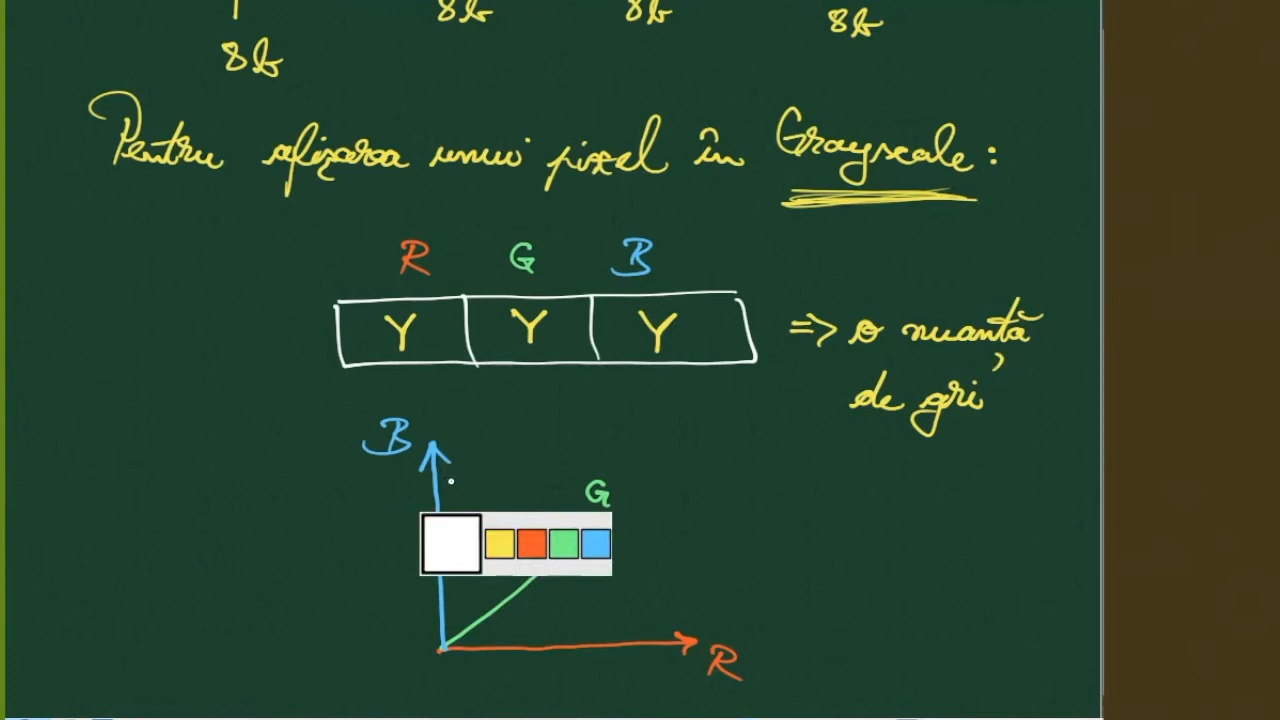 8b 8b 8b
8b
Pentru afișarea unui pixel în Grayscale:
R G B
Y Y Y => o nuanță
de gri
B
G
R